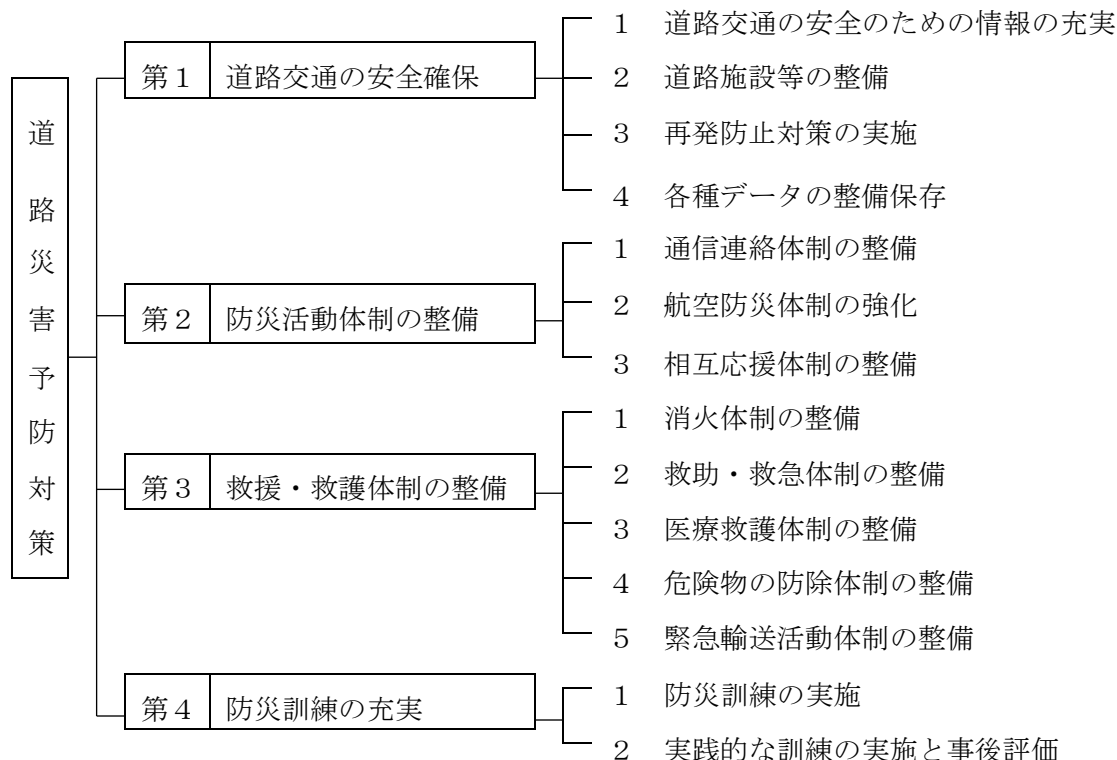 道路災害予防対策
第１ 道路交通の安全確保
１ 道路交通の安全のための情報の充実
２ 道路施設等の整備
３ 再発防止対策の実施
４ 各種データの整備保存
第２ 防災活動体制の整備
１ 通信連絡体制の整備
２ 航空防災体制の強化
３ 相互応援体制の整備
第３ 救援・救護体制の整備
１ 消火体制の整備
２ 救助・救急体制の整備
３ 医療救護体制の整備
４ 危険物の防除体制の整備
５ 緊急輸送活動体制の整備
第４ 防災訓練の充実
１ 防災訓練の実施
２ 実践的な訓練の実施と事後評価